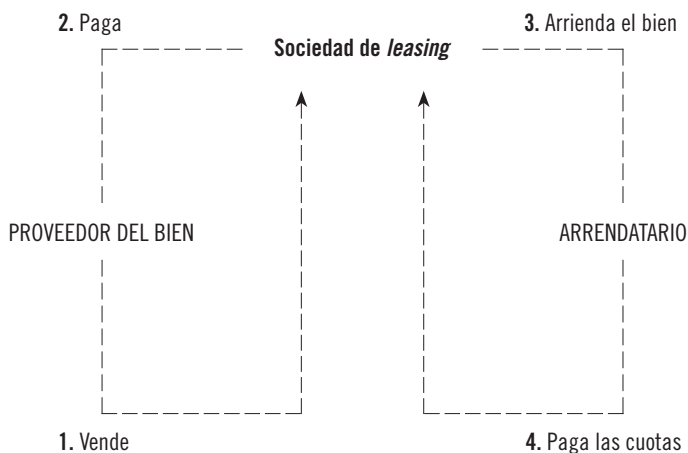 2. Paga
3. Arrienda el bien
Sociedad de leasing
PROVEEDOR DEL BIEN
ARRENDATARIO
1. Vende
4. Paga las cuotas